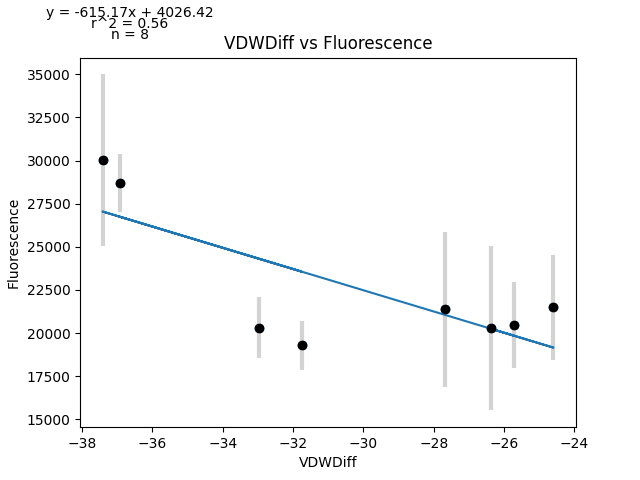 y = -615.17x + 4026.42
r^2 = 0.56
n = 8
VDWDiff vs Fluorescence
35000
32500
30000
27500
25000
22500
20000
17500
15000
Fluorescence
−38
−36
−34
−32
−30
−28
−26
−24
VDWDiff